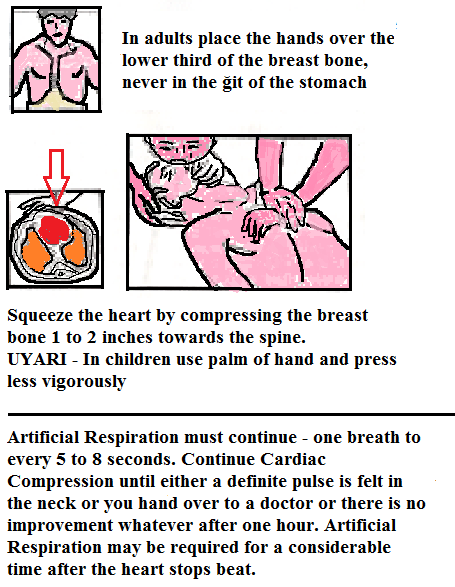 In adults place the hands over the
lower third of the breast bone,
never in the ğit of the stomach
Squeeze the heart by compressing the breast
bone 1 to 2 inches towards the spine.
UYARI - In children use palm of hand and press
less vigorously
Artificial Respiration must continue - one breath to
every 5 to 8 seconds. Continue Cardiac
Compression until either a definite pulse is felt in
the neck or you hand over to a doctor or there is no
improvement whatever after one hour. Artificial
Respiration may be required for a considerable
time after the heart stops beat.